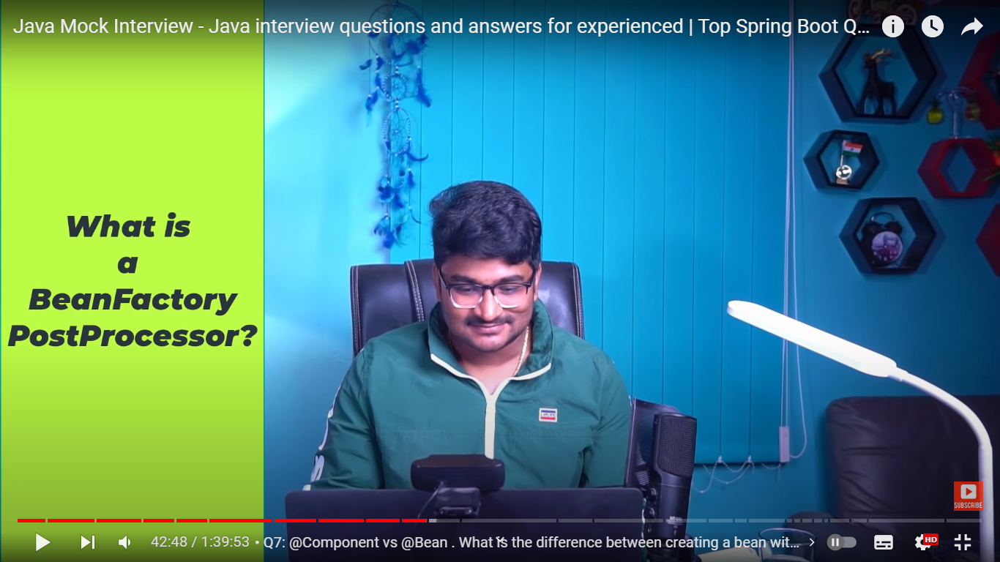 Java Mock Interview - Java interview questions and answers for experienced | Top Spring Boot Q...
What is
a
BeanFactory
PostProcessor?
SUBSCRIBE
42:48 / 1:39:53 • Q7: @Component vs @Bean . What is the difference between creating a bean wit...
HD